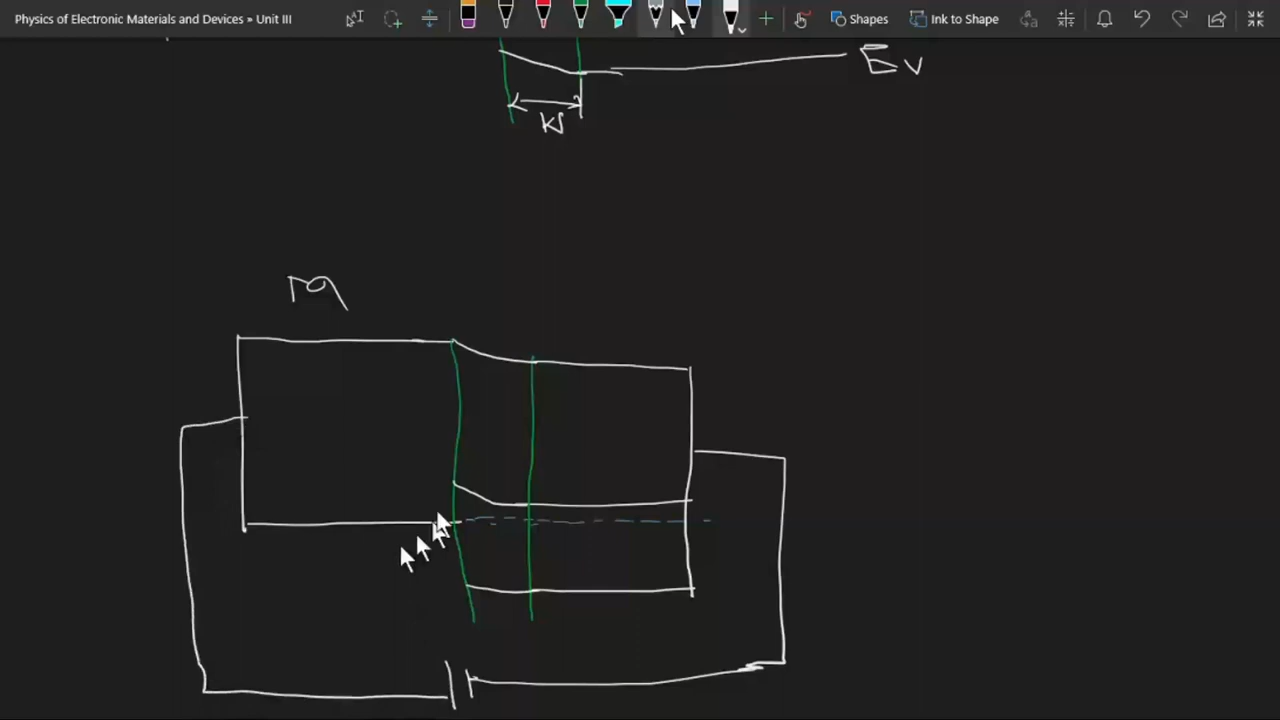 Physics of Electronic Materials and Devices » Unit III
Shapes
Ink to Shape
Ev